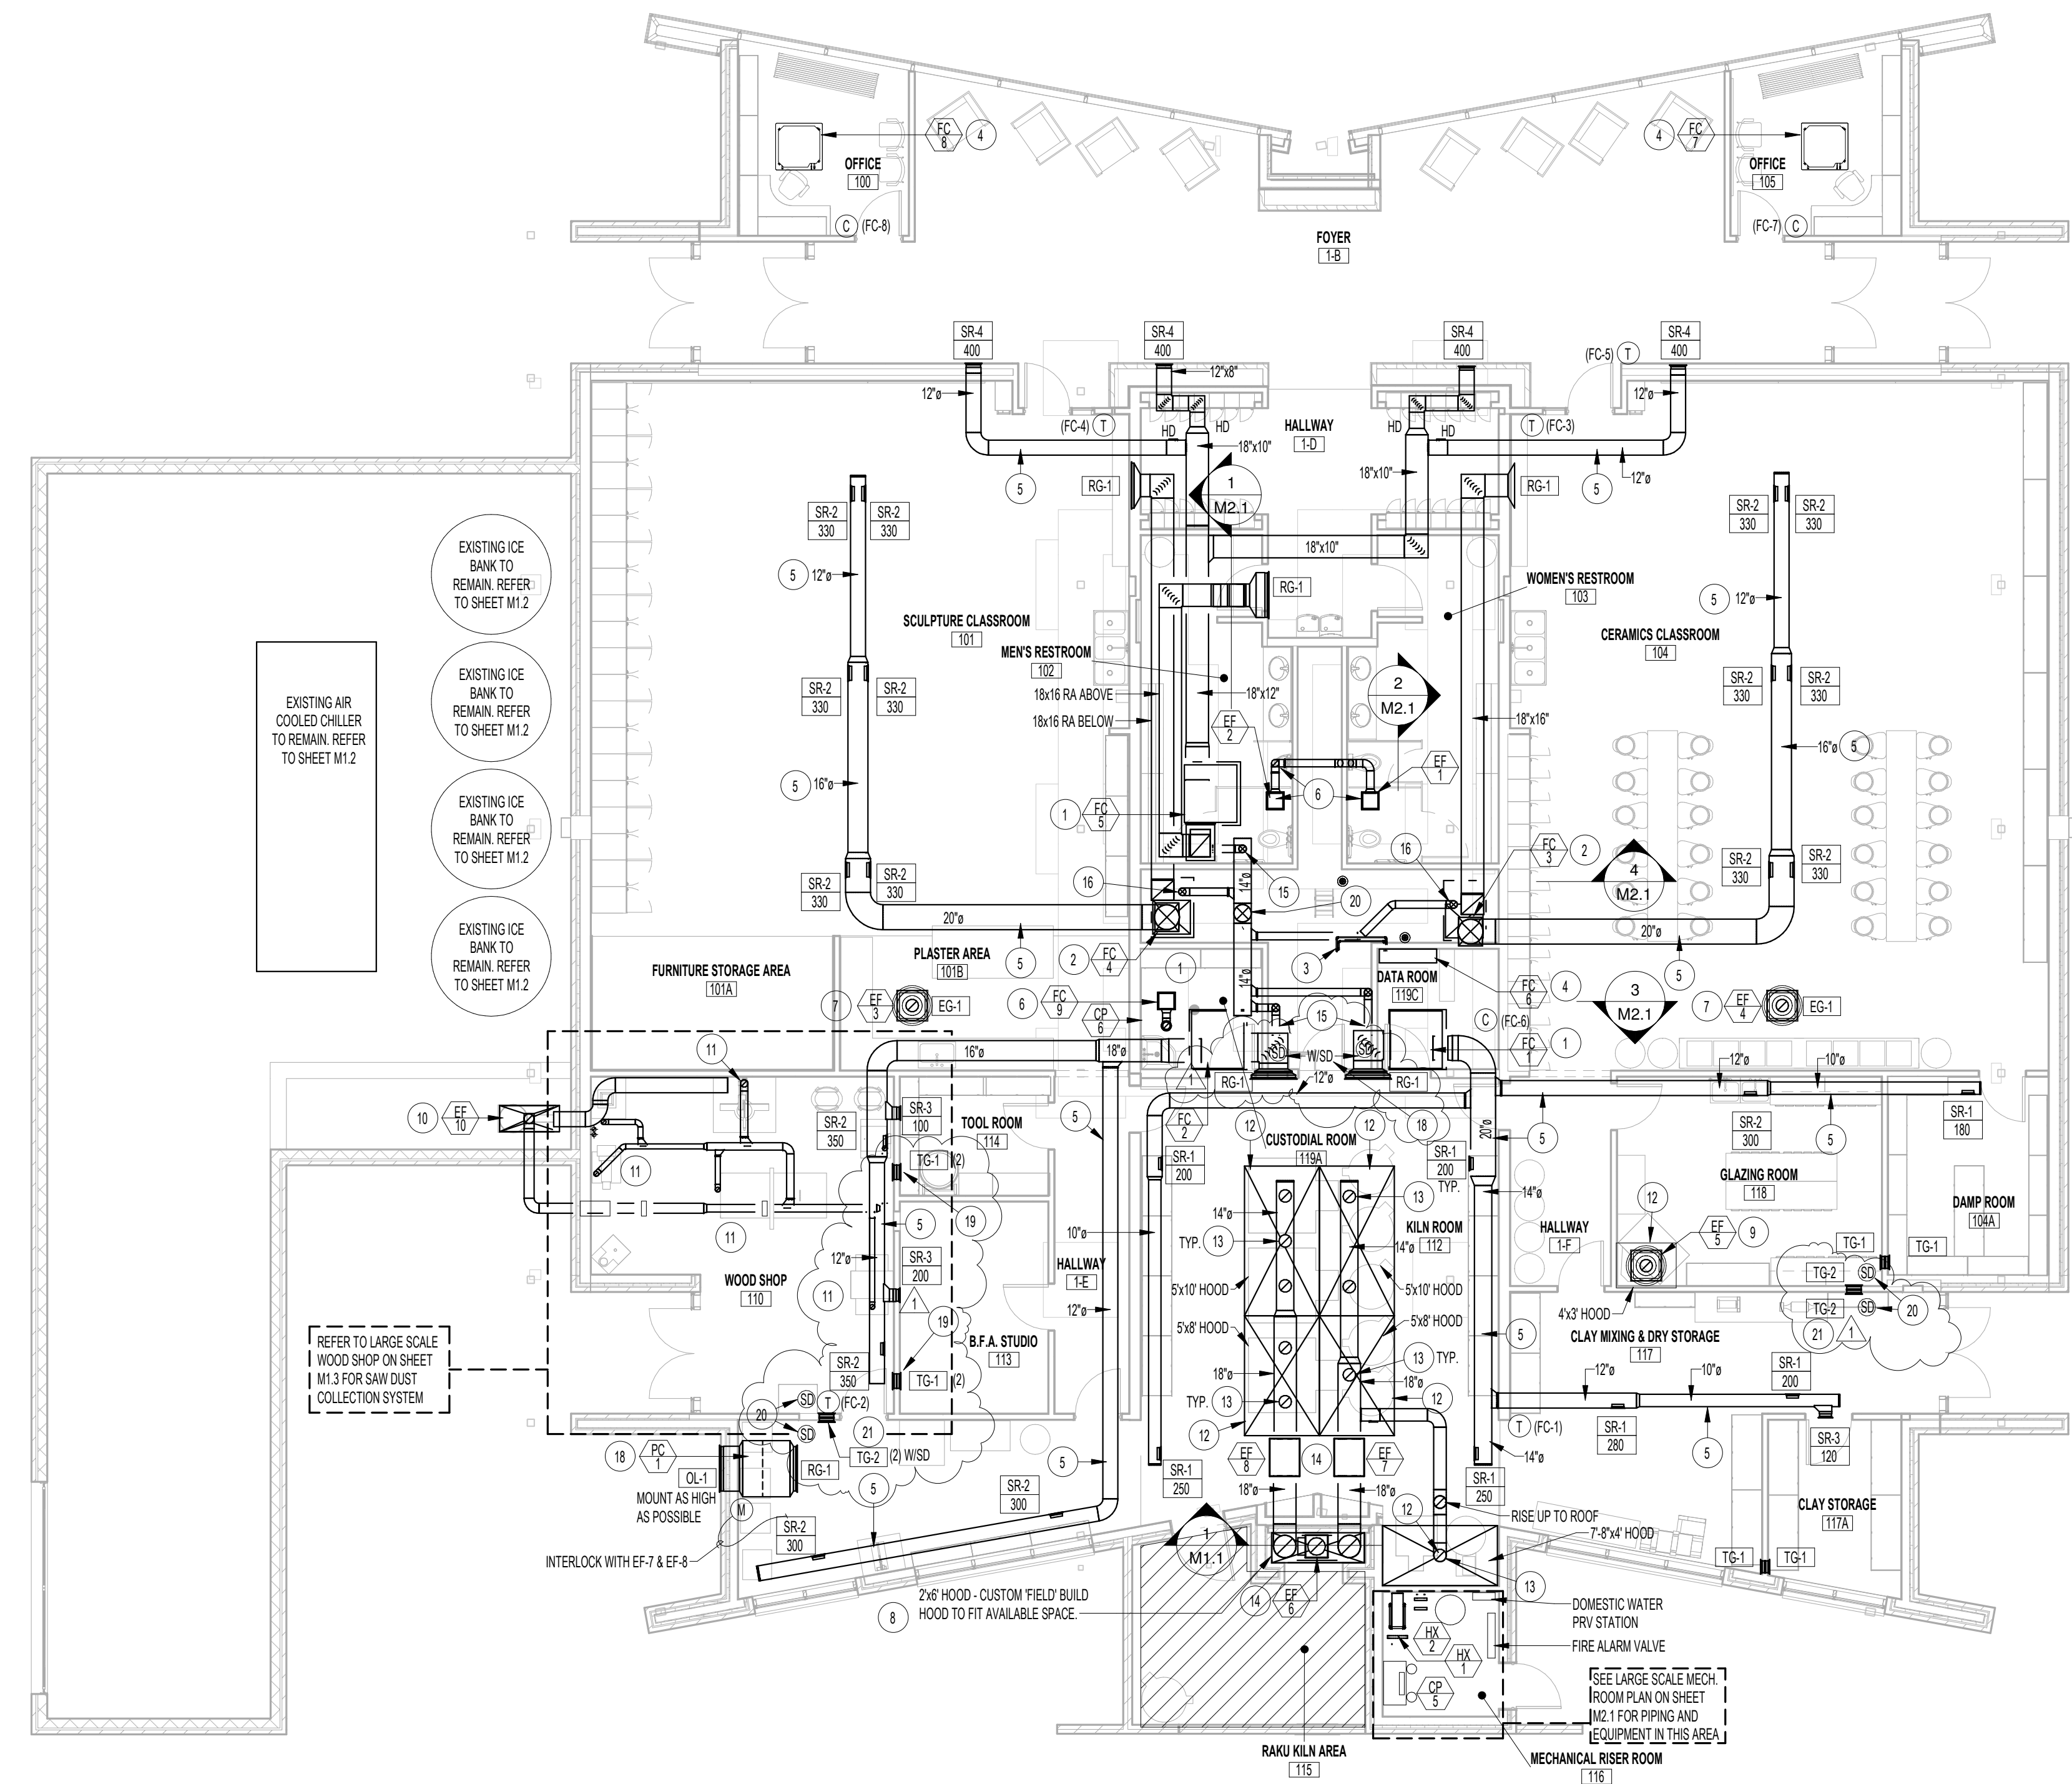 FC
8
4
OFFICE
100
C (FC-8)
4
FC
7
OFFICE
105
(FC-7) C
FOYER
1-B
SR-4
400
SR-4
400
SR-4
400
SR-4
400
12"x8"
12"ø
(FC-5) T
12"ø
(FC-4) T
HD
HD
HALLWAY
1-D
HD
HD
T (FC-3)
18"x10"
18"x10"
12"ø
5
5
RG-1
1
M2.1
RG-1
SR-2
330
SR-2
330
SR-2
330
SR-2
330
18"x10"
5 12"ø
5 12"ø
RG-1
WOMEN'S RESTROOM
103
SCULPTURE CLASSROOM
101
CERAMICS CLASSROOM
104
MEN'S RESTROOM
102
EXISTING ICE
BANK TO
REMAIN. REFER
TO SHEET M1.2
EXISTING ICE
BANK TO
REMAIN. REFER
TO SHEET M1.2
EXISTING ICE
BANK TO
REMAIN. REFER
TO SHEET M1.2
EXISTING ICE
BANK TO
REMAIN. REFER
TO SHEET M1.2
EXISTING AIR
COOLED CHILLER
TO REMAIN. REFER
TO SHEET M1.2
SR-2
330
SR-2
330
SR-2
330
SR-2
330
18x16 RA ABOVE
18x16 RA BELOW
18"x12"
2
M2.1
18"x16"
EF
2
EF
1
16"ø 5
5 16"ø
6
1
FC
5
SR-2
330
SR-2
330
SR-2
330
SR-2
330
16
15
14"ø
20
16
FC
3
2
4
M2.1
20"ø
20"ø
5
5
2
FC
4
3
1
14"ø
PLASTER AREA
101B
FURNITURE STORAGE AREA
101A
DATA ROOM
119C
FC
6
4
3
M2.1
7
EF
3
EG-1
6
FC
9
CP
6
15
C (FC-6)
7
EF
4
EG-1
SD
W/SD
SD
FC
1
1
16"ø
18"ø
1
RG-1
12"ø
RG-1
12"ø
10"ø
11
10
EF
10
SR-3
100
SR-2
350
TOOL ROOM
114
TG-1 (2)
5
FC
2
12
CUSTODIAL ROOM
119A
12
18
20"ø
5
5
5
SR-1
180
SR-2
300
SR-1
200
SR-1
200
TYP.
GLAZING ROOM
118
DAMP ROOM
104A
11
11
19
5
12"ø
SR-3
200
11
1
19
WOOD SHOP
110
10"ø
HALLWAY
1-E
12"ø
14"ø
TYP. 13
13
KILN ROOM
112
14"ø
5'x10' HOOD
5'x10' HOOD
5'x8' HOOD
5'x8' HOOD
14"ø
HALLWAY
1-F
12
EF
5
9
4'x3' HOOD
TG-1
TG-1
TG-2
SD
TG-2
SD
20
21
1
CLAY MIXING & DRY STORAGE
117
REFER TO LARGE SCALE
WOOD SHOP ON SHEET
M1.3 FOR SAW DUST
COLLECTION SYSTEM
B.F.A. STUDIO
113
SR-2
350
TG-1 (2)
18"ø
TYP. 13
13 TYP.
18"ø
12
12
5
12"ø
10"ø
SR-1
200
5
SR-1
280
SR-3
120
SD
20
SD
T (FC-2)
21
TG-2 (2) W/SD
18
PC
1
OL-1
RG-1
MOUNT AS HIGH
AS POSSIBLE
M
INTERLOCK WITH EF-7 & EF-8
5
5
SR-2
300
SR-2
300
T (FC-1)
14"ø
EF
8
14
EF
7
18"ø
18"ø
SR-1
250
SR-1
250
12
RISE UP TO ROOF
7'-8"x4' HOOD
CLAY STORAGE
117A
TG-1
TG-1
1
M1.1
13
8
2'x6' HOOD - CUSTOM 'FIELD' BUILD
HOOD TO FIT AVAILABLE SPACE.
14
EF
6
DOMESTIC WATER
PRV STATION
FIRE ALARM VALVE
HX
2
HX
1
CP
5
SEE LARGE SCALE MECH.
ROOM PLAN ON SHEET
M2.1 FOR PIPING AND
EQUIPMENT IN THIS AREA
RAKU KILN AREA
115
MECHANICAL RISER ROOM
116